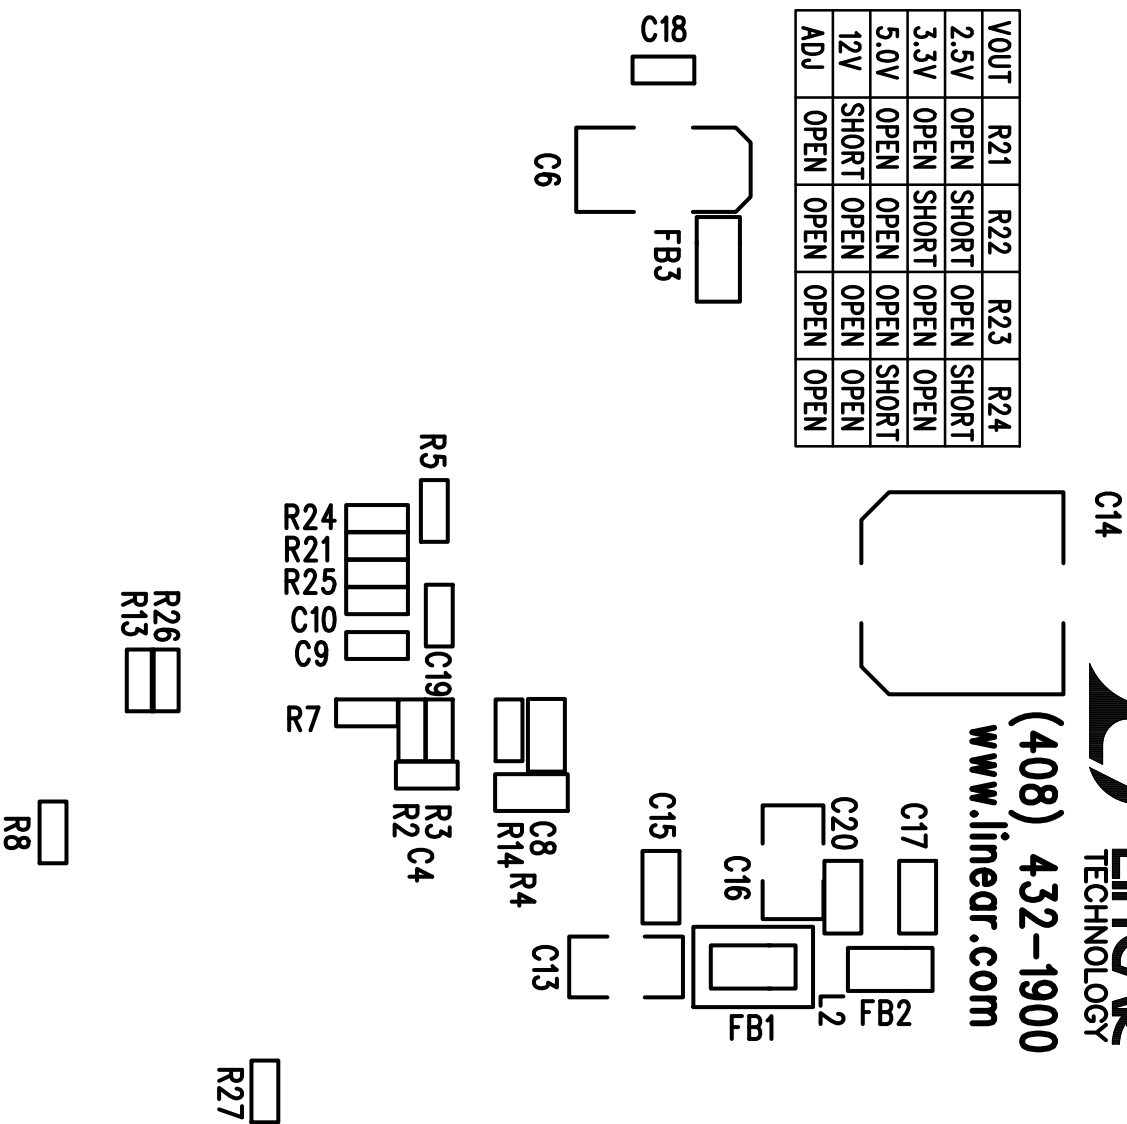 VOUT R21 R22 R23 R24
2.5V OPEN SHORT OPEN SHORT
3.3V OPEN SHORT OPEN OPEN
5.0V OPEN OPEN OPEN SHORT
12V SHORT OPEN OPEN OPEN
ADJ OPEN OPEN OPEN OPEN
C18
C6
FB3
C14
TECHNOLOGY
(408) 432-1900
www.linear.com
R5
R24
R21
R25
C10
C9
C19
R26
R13
R7
R3
R2
C4
C8
R14
R4
R8
C15
C20
C17
C16
C13
FB1
L2
FB2
R27